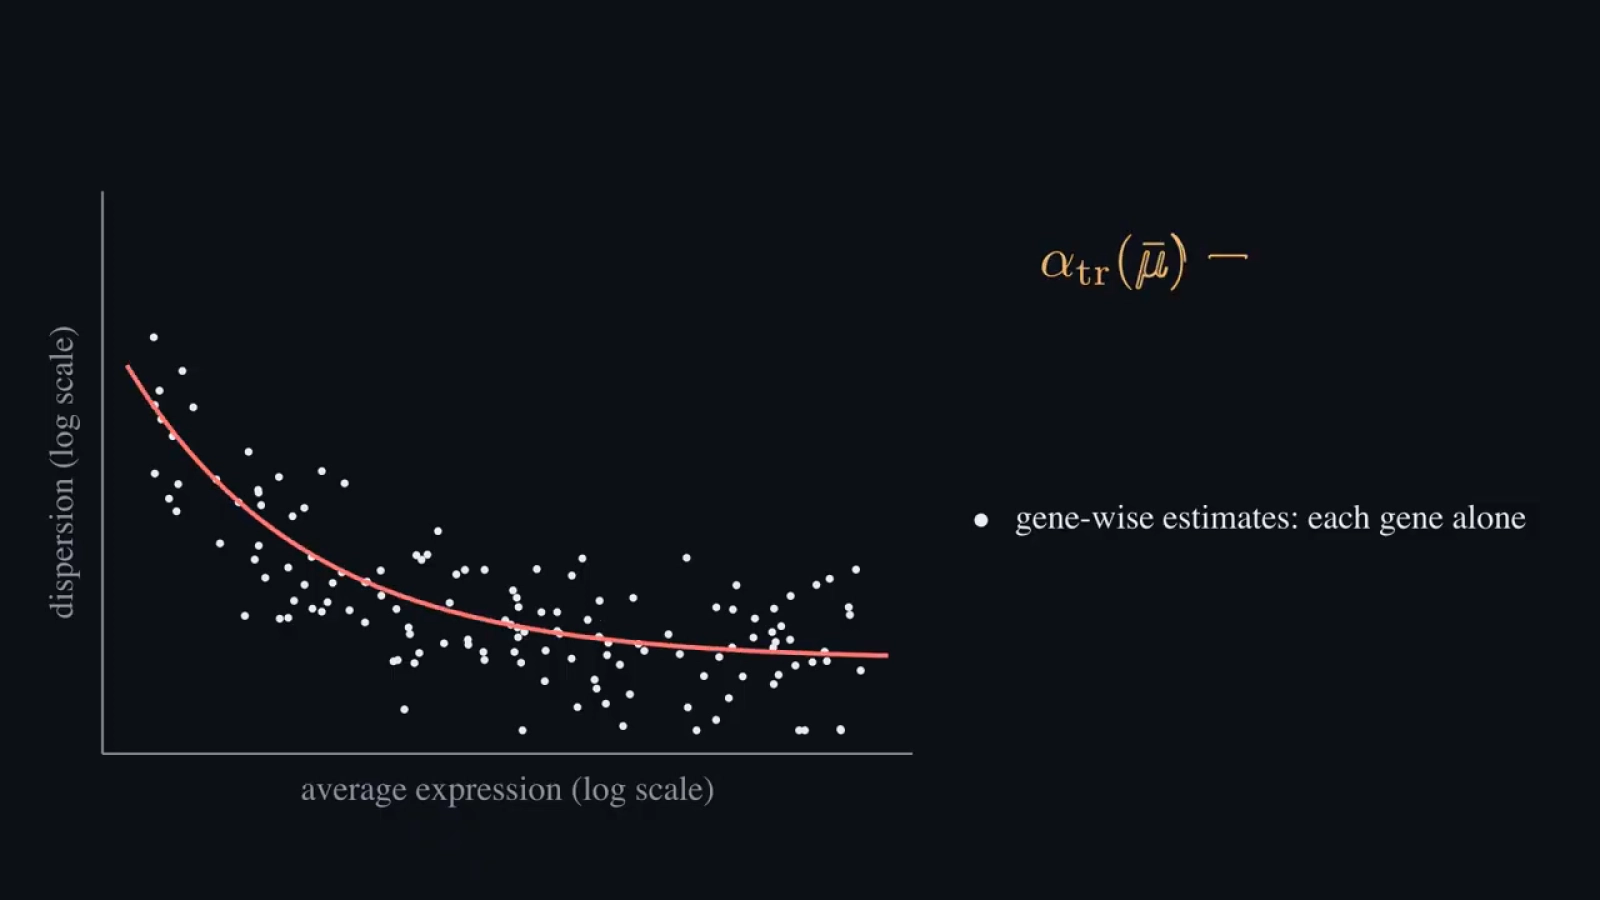 α_tr(μ̄) —
gene-wise estimates: each gene alone
dispersion (log scale)
average expression (log scale)